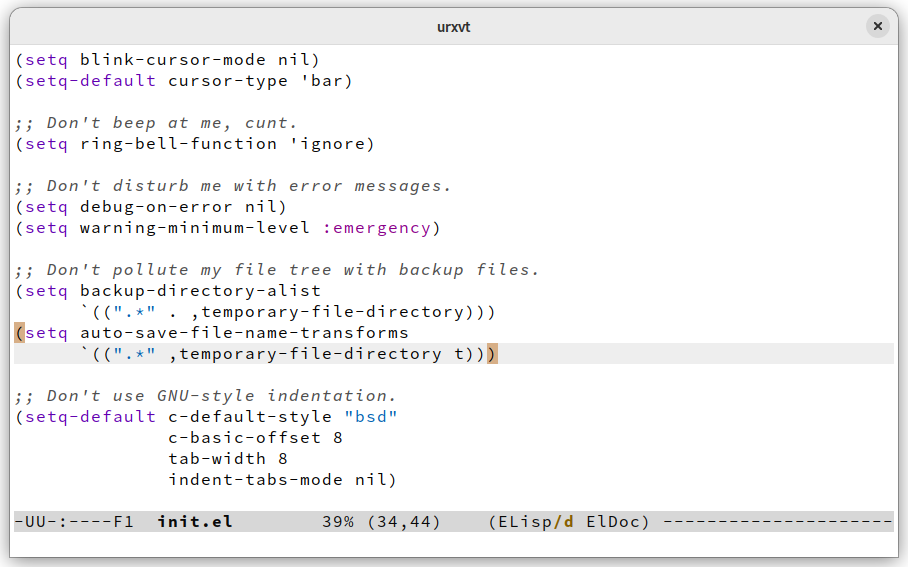 urxvt
(setq blink-cursor-mode nil)
(setq-default cursor-type 'bar)
;; Don't beep at me, cunt.
(setq ring-bell-function 'ignore)
;; Don't disturb me with error messages.
(setq debug-on-error nil)
(setq warning-minimum-level :emergency)
;; Don't pollute my file tree with backup files.
(setq backup-directory-alist
      `((".*" . ,temporary-file-directory)))
(setq auto-save-file-name-transforms
      `((".*" ,temporary-file-directory t)))
;; Don't use GNU-style indentation.
(setq-default c-default-style "bsd"
              c-basic-offset 8
              tab-width 8
              indent-tabs-mode nil)
-UU-:----F1  init.el        39% (34,44)    (ELisp/d ElDoc) ---------------------